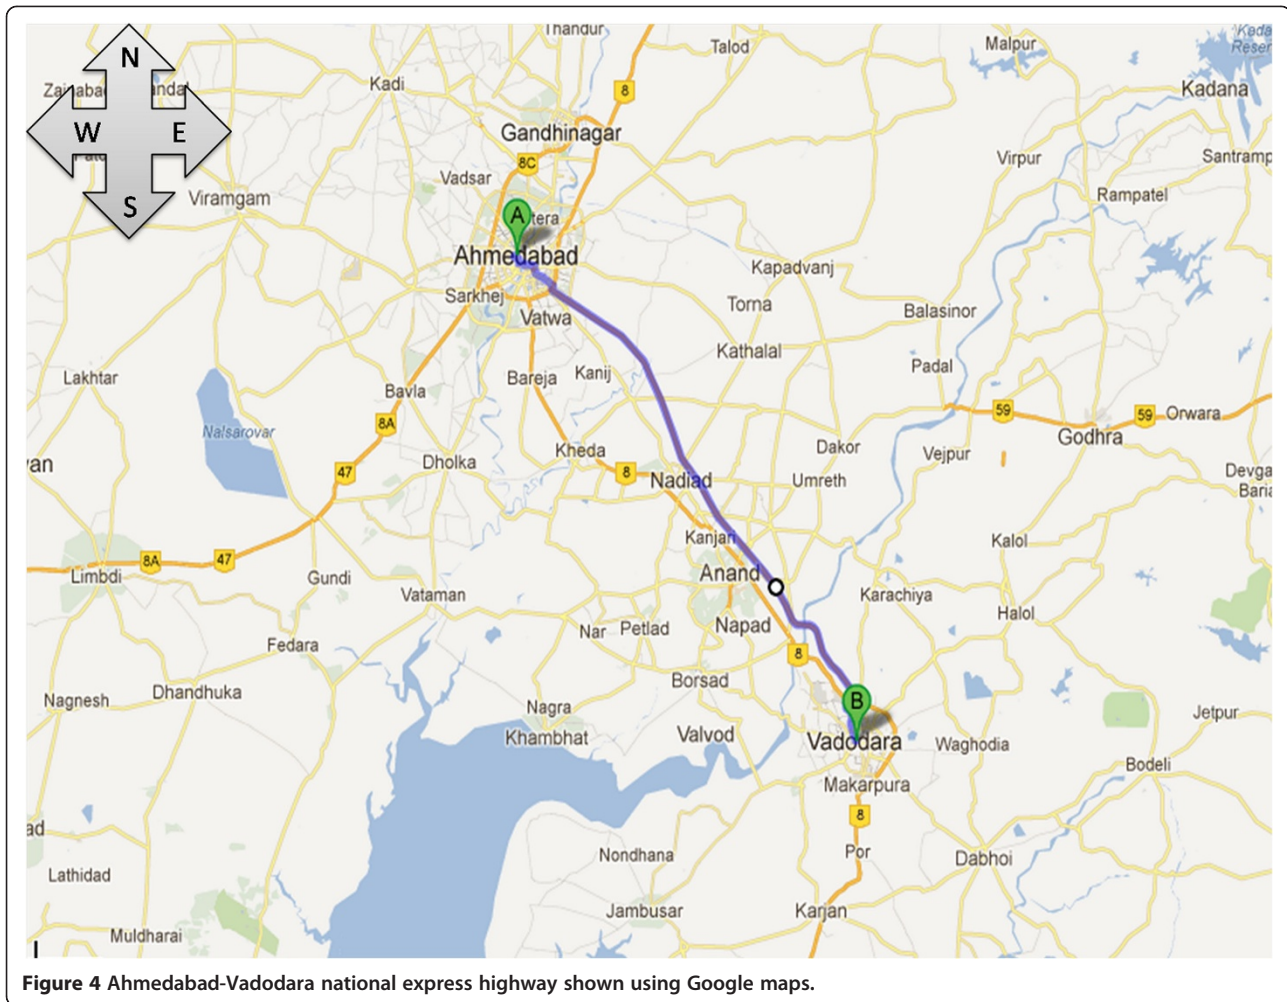 Thandur
Talod
Malpur
Kadi
8
Kadana
N
W E
S
Gandhinagar
8C
Virpur
Santramp
Vadsar
Viramgam
Rampatel
A
tera
Ahmedabad
Kapadvanj
Sarkhej
Torna
Vatwa
Balasinor
Kathalal
Padal
Lakhtar
Bareja
Kanij
Bavla
59
59
Orwara
8A
Nalsarovar
Godhra
Dakor
Kheda
Vejpur
van
Dholka
47
8
Nadiad
Umreth
Devga
Baria
Kanjari
Kalol
8A
47
Limbdi
Gundi
Anand
Vataman
Karachiya
Halol
Nar
Petlad
Napad
Fedara
8
Borsad
Nagnesh
Dhandhuka
B
Nagra
Jetpur
Khambhat
Valvod
Vadodara
Waghodia
Bodeli
Makarpura
8
ad
Nondhana
Por
Dabhoi
Lathidad
Jambusar
Karjan
Muldharai
Figure 4 Ahmedabad-Vadodara national express highway shown using Google maps.